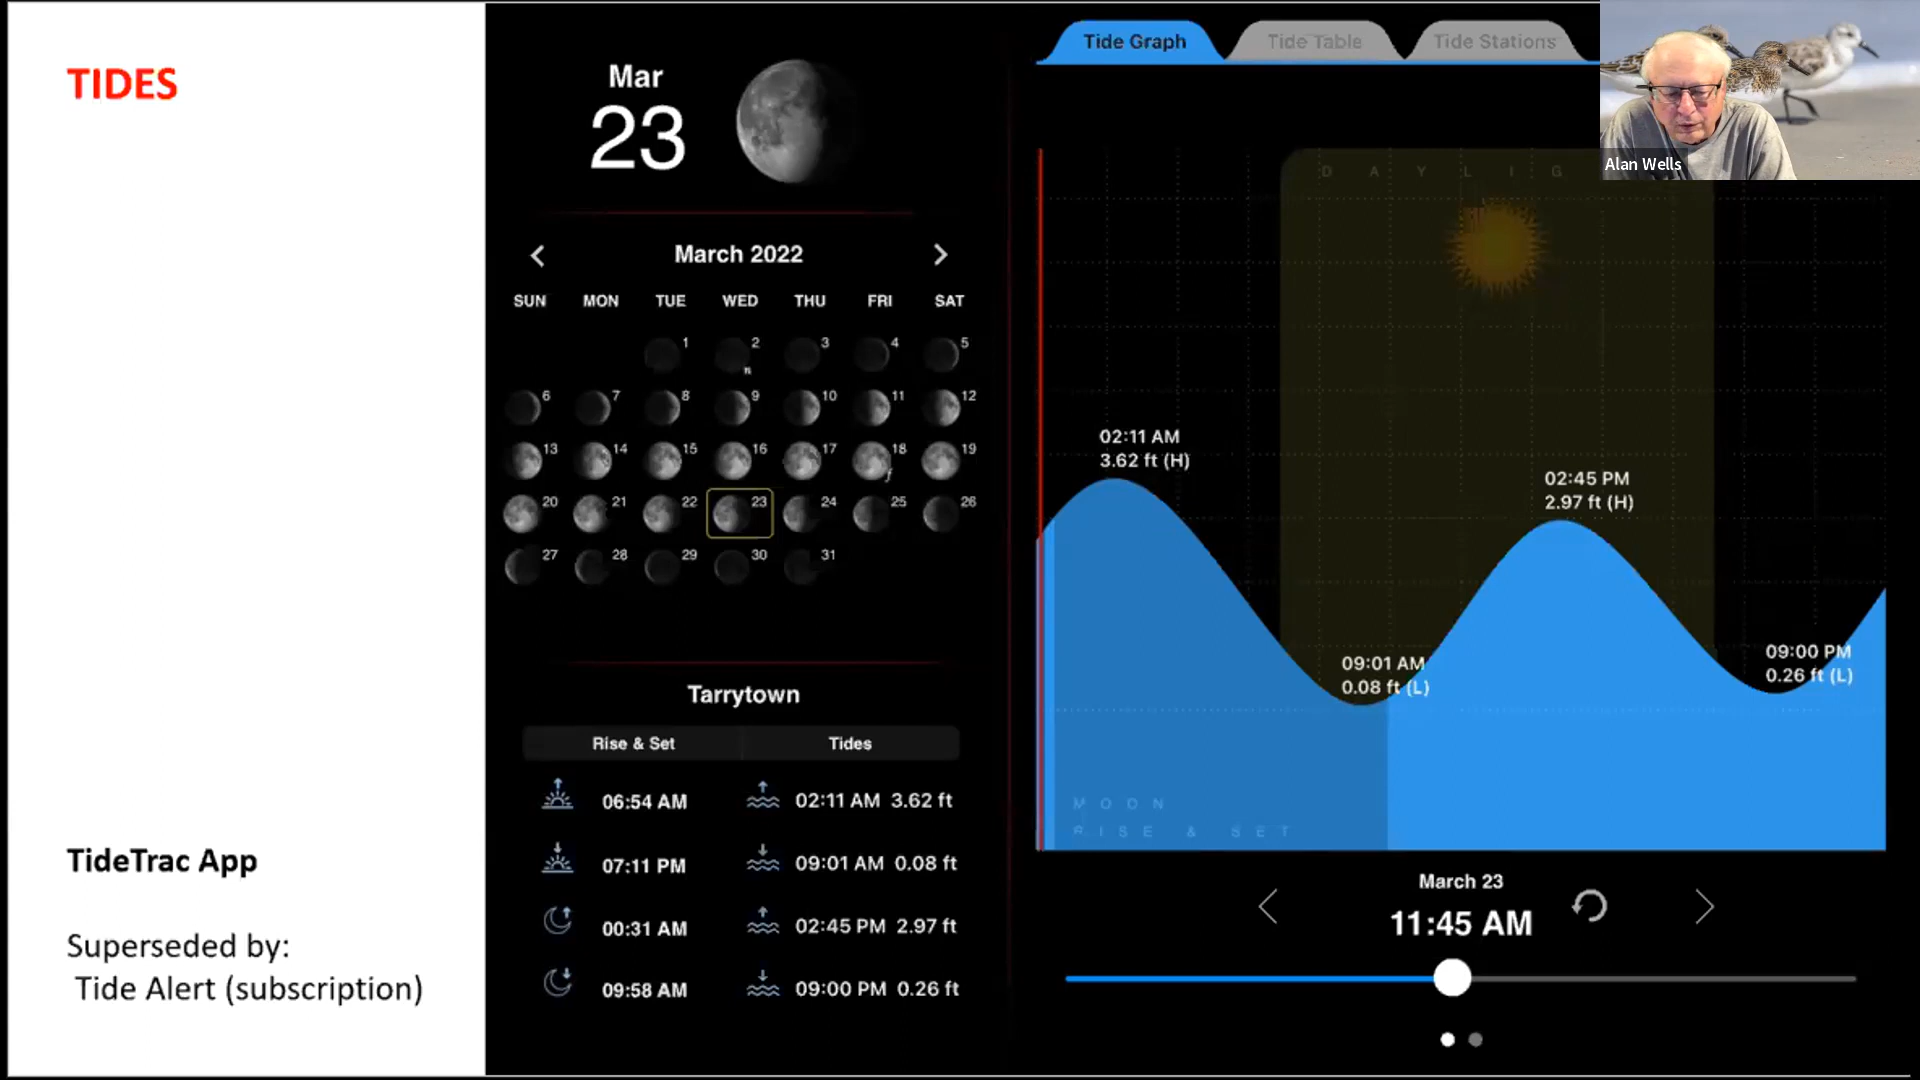 TIDES
TideTrac App
Superseded by:
Tide Alert (subscription)
Mar
23
March 2022
SUN MON TUE WED THU FRI SAT
1 2 3 4 5
n
6 7 8 9 10 11 12
13 14 15 16 17 18 19
f
20 21 22 23 24 25 26
27 28 29 30 31
Tarrytown
Rise & Set Tides
06:54 AM 02:11 AM 3.62 ft
07:11 PM 09:01 AM 0.08 ft
00:31 AM 02:45 PM 2.97 ft
09:58 AM 09:00 PM 0.26 ft
Tide Graph Tide Table Tide Stations
D A Y L I G
02:11 AM
3.62 ft (H)
02:45 PM
2.97 ft (H)
09:01 AM
0.08 ft (L)
09:00 PM
0.26 ft (L)
MOON
RISE & SET
March 23
11:45 AM
Alan Wells